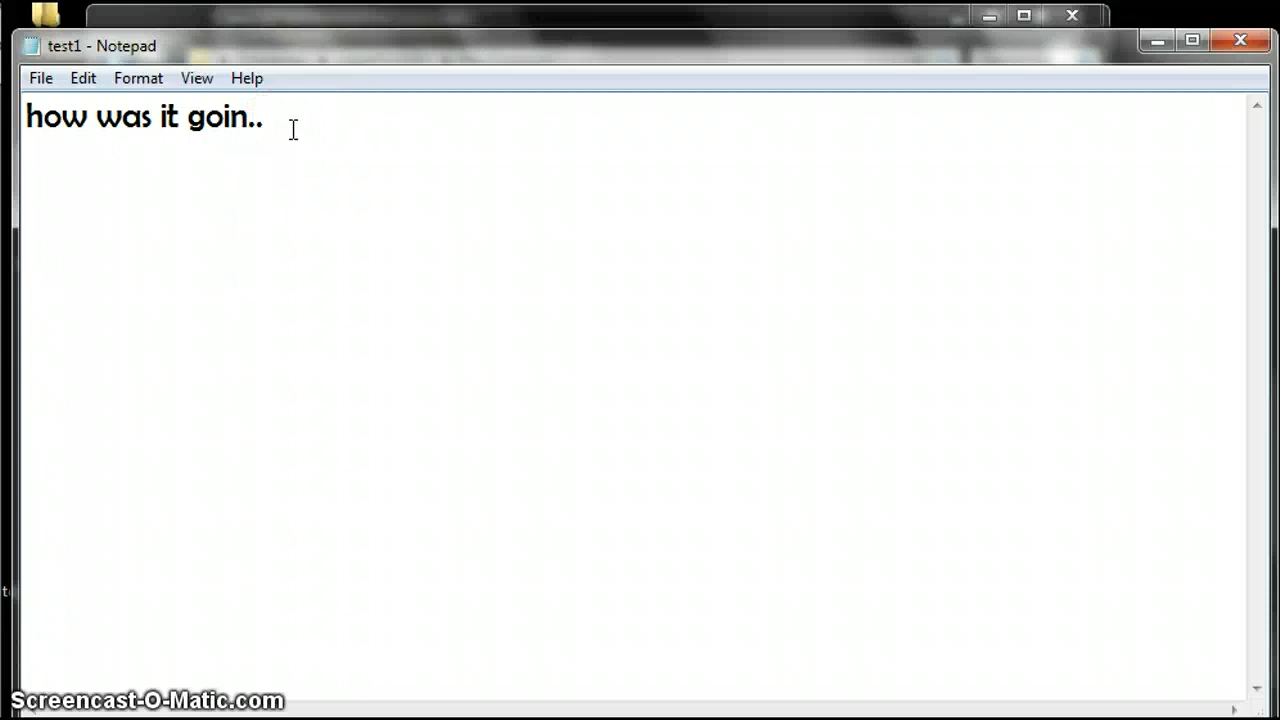 test1 - Notepad
File Edit Format View Help
how was it goin..
Screencast-O-Matic.com